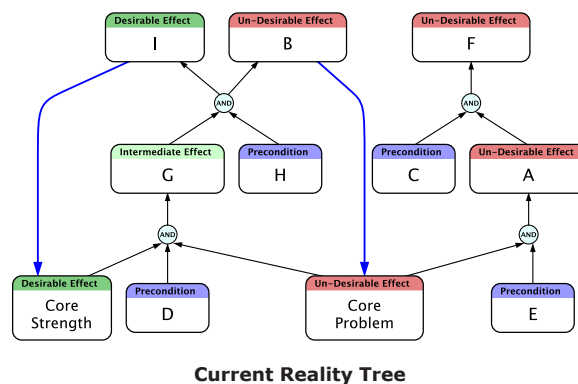 Desirable Effect
I
Un-Desirable Effect
B
Un-Desirable Effect
F
AND
AND
Intermediate Effect
G
Precondition
H
Precondition
C
Un-Desirable Effect
A
AND
AND
Desirable Effect
Core
Strength
Precondition
D
Un-Desirable Effect
Core
Problem
Precondition
E
Current Reality Tree